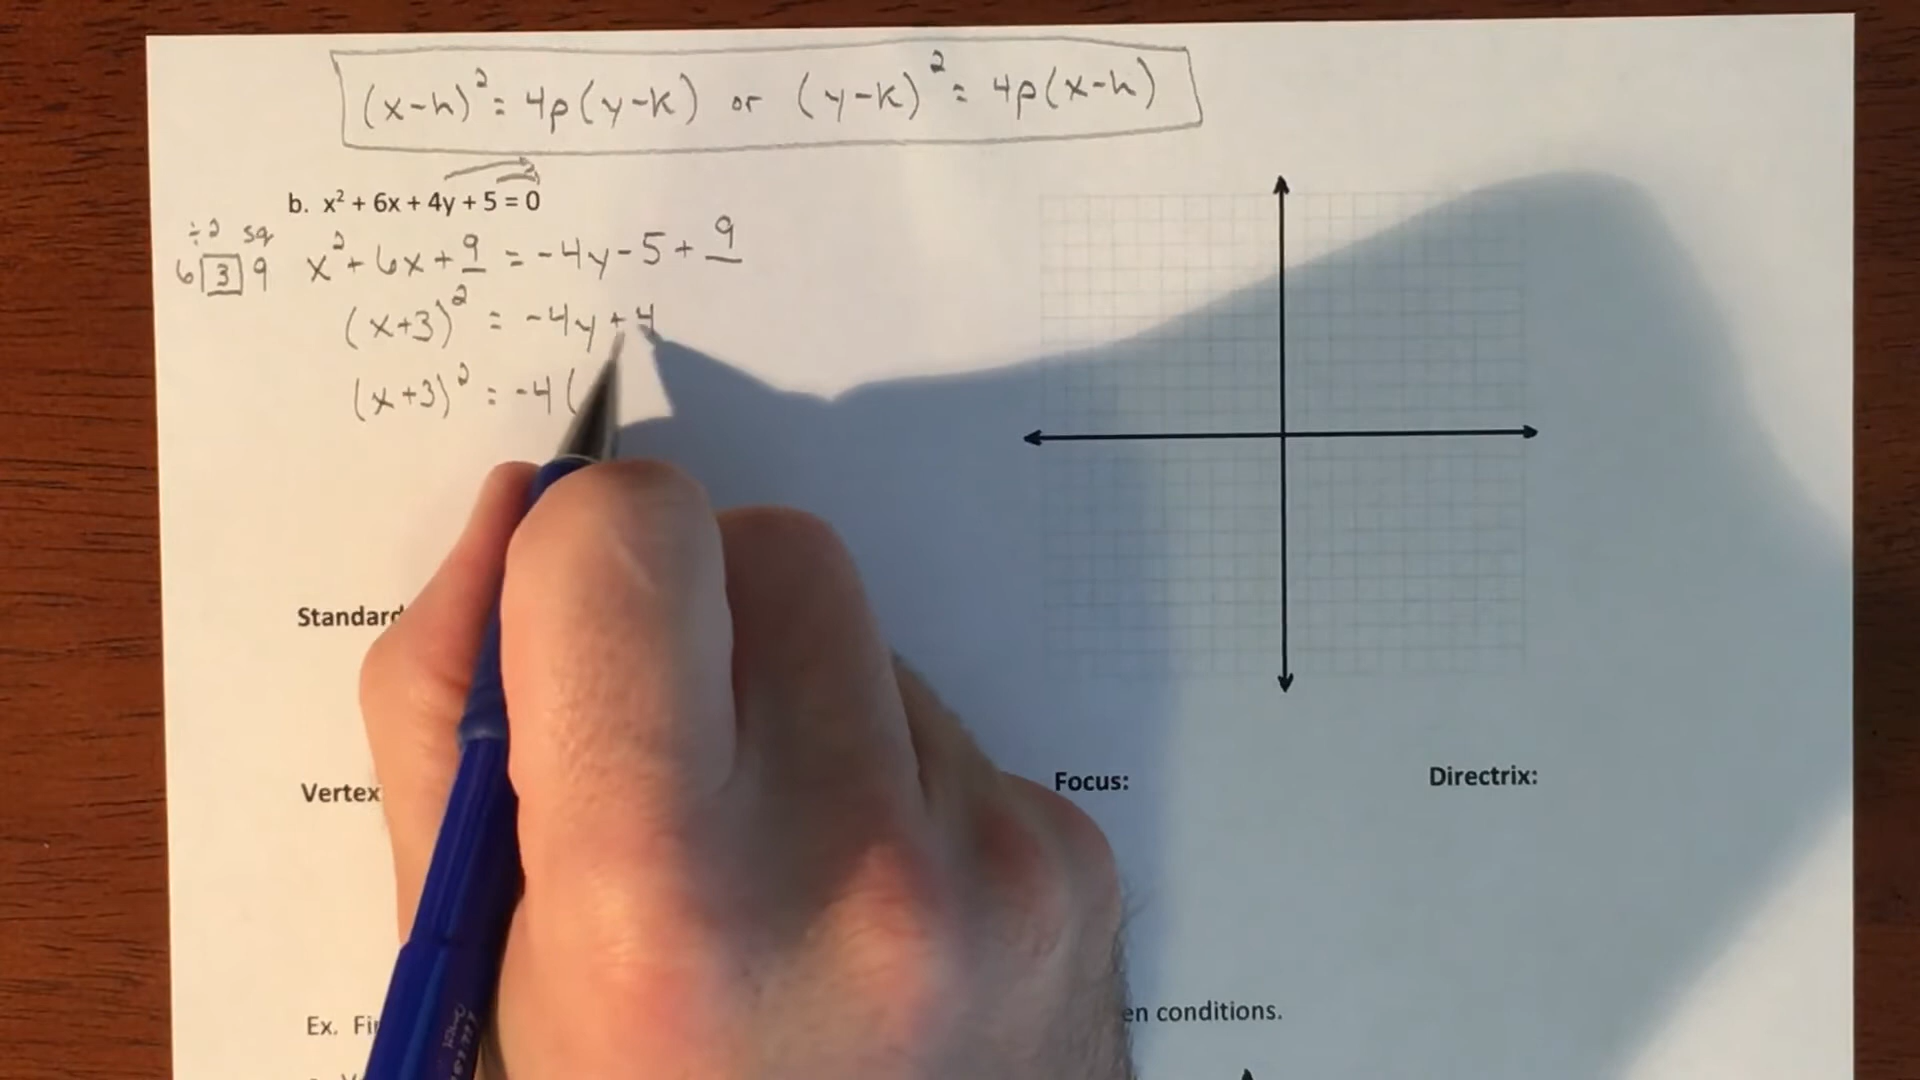 (x-h)² = 4p(y-k) or (y-k)² = 4p(x-h)
b. x² + 6x + 4y + 5 = 0
÷2 sq
6 3 9
x² + 6x + 9 = -4y - 5 + 9
(x+3)² = -4y + 4
(x+3)² = -4(
Standard
Vertex
Focus:
Directrix:
Ex. Fi
en conditions.